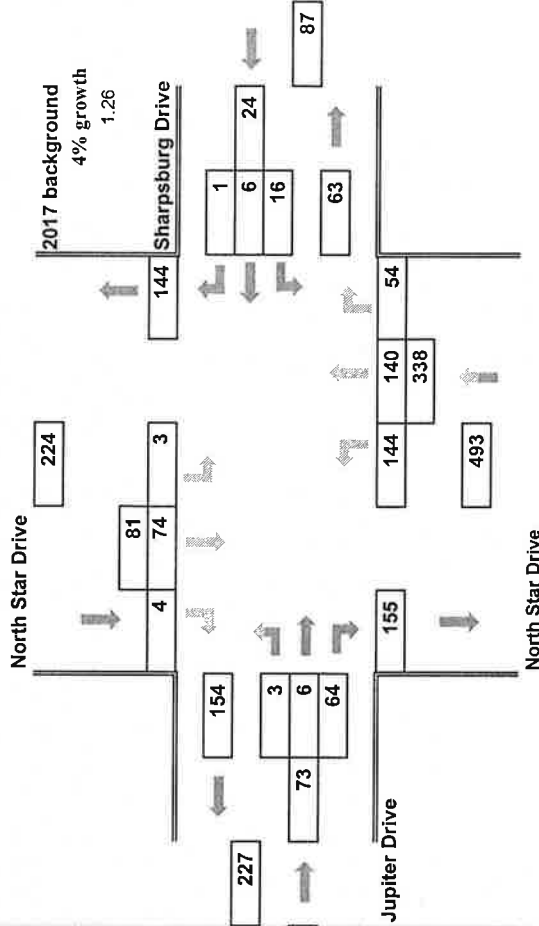 North Star Drive
2017 background
4% growth
1.26
Sharpsburg Drive
224
81
4 74 3
144
154
227
73
3
6
64
Jupiter Drive
1
6
16
24
87
63
155
144 140 54
338
493
North Star Drive